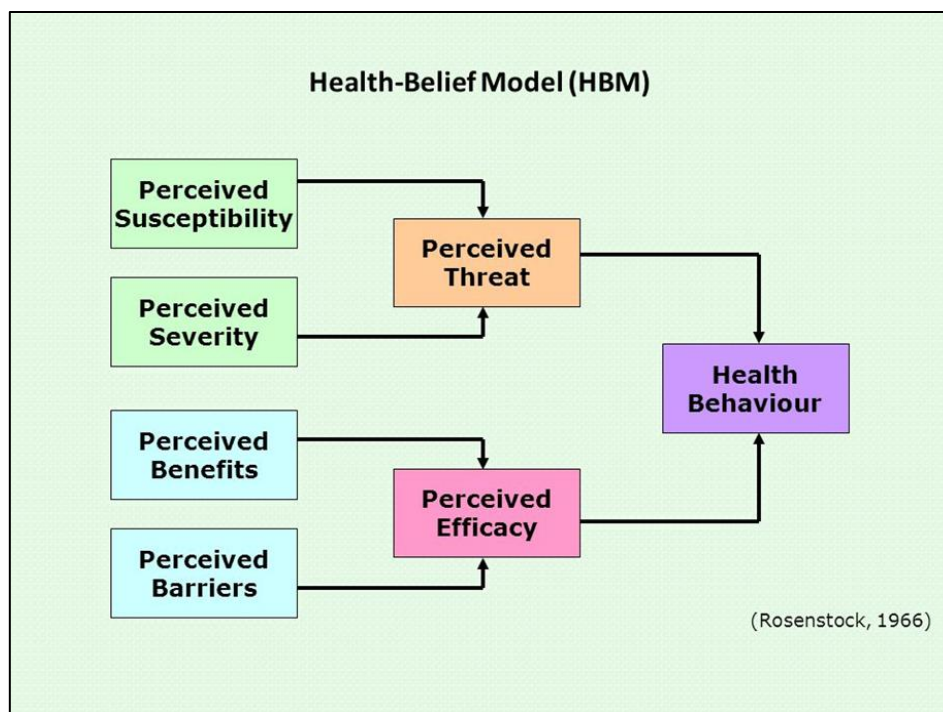 Health-Belief Model (HBM)
Perceived
Susceptibility
Perceived
Threat
Perceived
Severity
Health
Behaviour
Perceived
Benefits
Perceived
Efficacy
Perceived
Barriers
(Rosenstock, 1966)